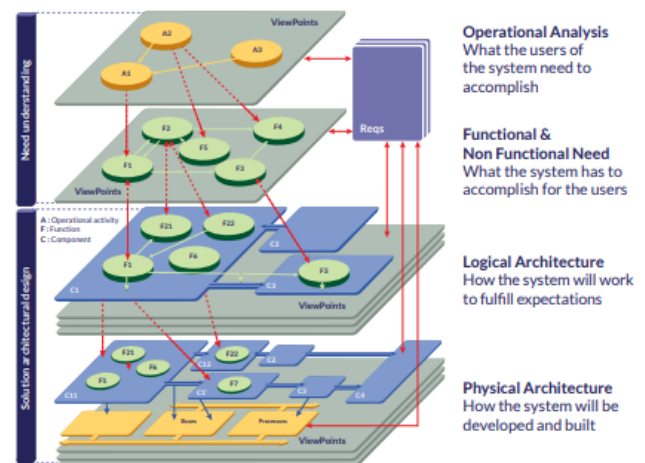 ViewPoints
A2
A3
A1
Need understanding
Reqs
F2
F4
F5
F1
F3
ViewPoints
Operational Analysis
What the users of
the system need to
accomplish
Functional &
Non Functional Need
What the system has to
accomplish for the users
A : Operational activity
F : Function
C : Component
Solution architectural design
F21
F22
C2
F1
F6
F3
C1
C3
ViewPoints
Logical Architecture
How the system will work
to fulfill expectations
F21
F22
C2
F6
C12
F1
F7
C3
C11
C1'
C4
Buses
Processors
ViewPoints
Physical Architecture
How the system will be
developed and built